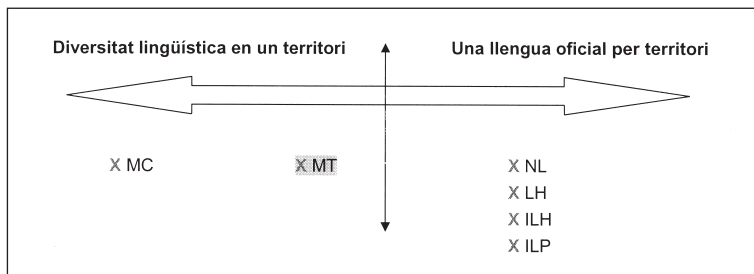 Diversitat lingüística en un territori
Una llengua oficial per territori
X MC
X MT
X NL
X LH
X ILH
X ILP